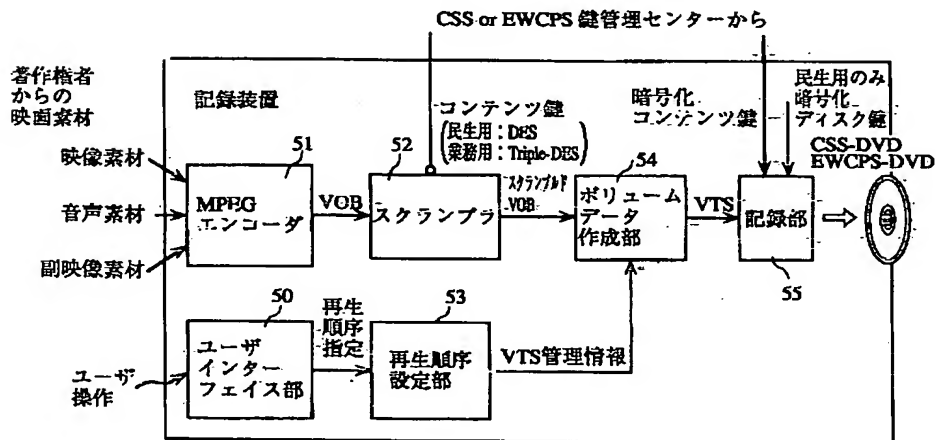 CSS or EWCPS 鍵管理センターから
著作権者
からの
映画素材
記録装置
コンテンツ鍵
(民生用:DES
業務用:Triple-DES)
暗号化
コンテンツ鍵
民生用のみ
暗号化
ディスク鍵
CSS-DVD
EWCPS-DVD
映像素材
音声素材
副映像素材
51
MPEG
エンコーダ
VOB
52
スクランブラ
スクランブルド
VOB
54
ボリューム
データ
作成部
VTS
記録部
55
ユーザ
操作
50
ユーザ
インター
フェイス部
再生
順序
指定
53
再生順序
設定部
VTS管理情報